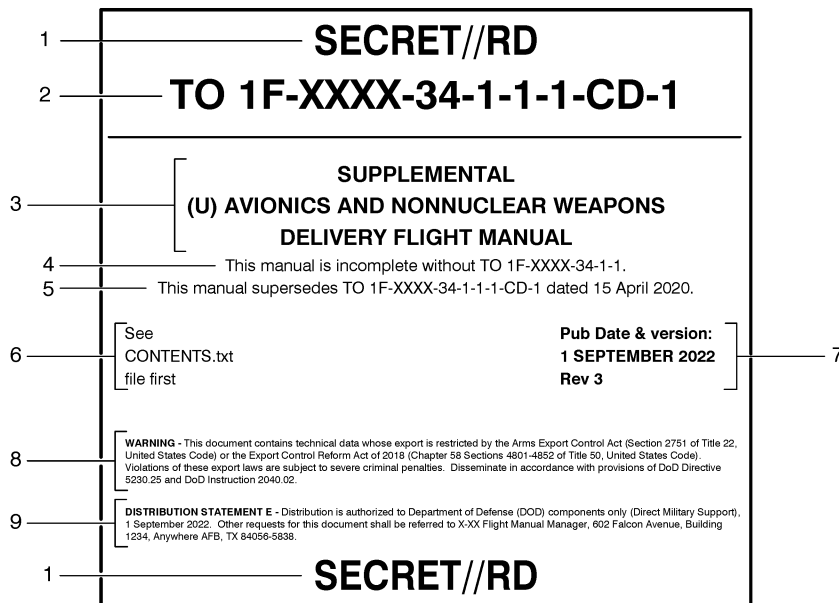 1 SECRET//RD
2 TO 1F-XXXX-34-1-1-1-CD-1
3 SUPPLEMENTAL
(U) AVIONICS AND NONNUCLEAR WEAPONS
DELIVERY FLIGHT MANUAL
4 This manual is incomplete without TO 1F-XXXX-34-1-1.
5 This manual supersedes TO 1F-XXXX-34-1-1-1-CD-1 dated 15 April 2020.
6 See
CONTENTS.txt
file first
Pub Date & version:
1 SEPTEMBER 2022
Rev 3
7
8 WARNING - This document contains technical data whose export is restricted by the Arms Export Control Act (Section 2751 of Title 22,
United States Code) or the Export Control Reform Act of 2018 (Chapter 58 Sections 4801-4852 of Title 50, United States Code).
Violations of these export laws are subject to severe criminal penalties. Disseminate in accordance with provisions of DoD Directive
5230.25 and DoD Instruction 2040.02.
9 DISTRIBUTION STATEMENT E - Distribution is authorized to Department of Defense (DOD) components only (Direct Military Support),
1 September 2022. Other requests for this document shall be referred to X-XX Flight Manual Manager, 602 Falcon Avenue, Building
1234, Anywhere AFB, TX 84056-5838.
1 SECRET//RD